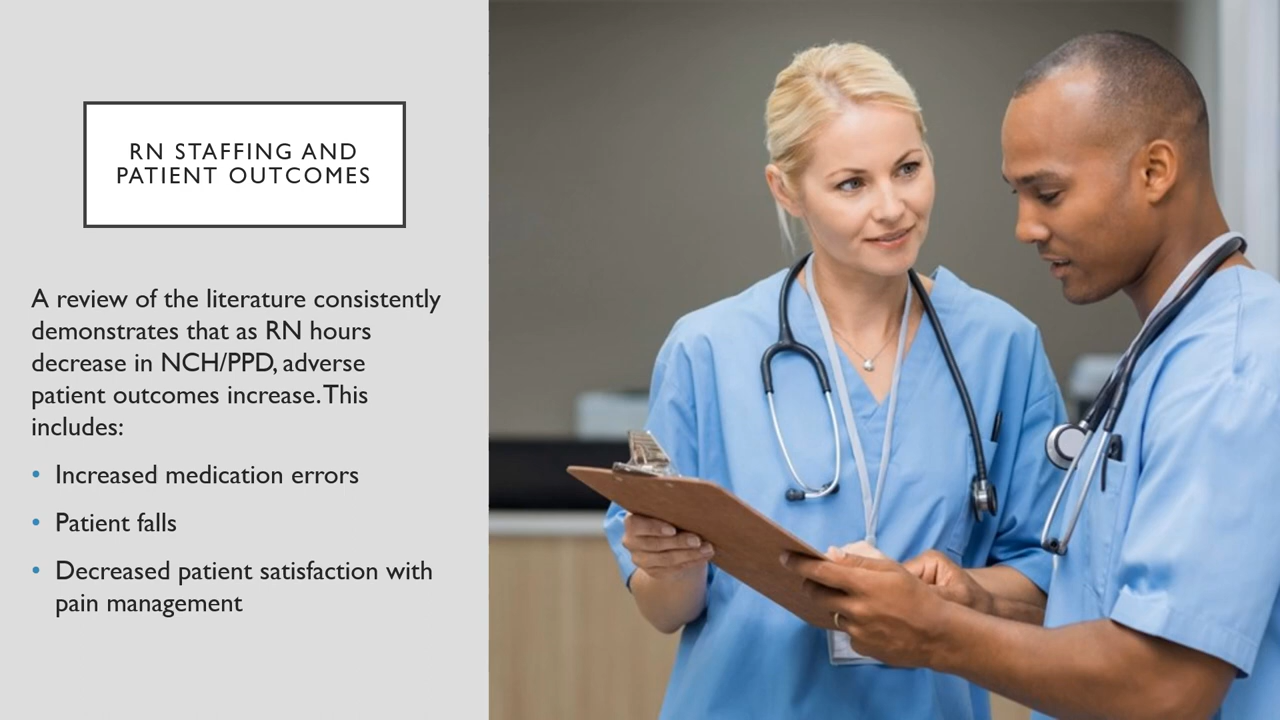 RN STAFFING AND
PATIENT OUTCOMES
A review of the literature consistently
demonstrates that as RN hours
decrease in NCH/PPD, adverse
patient outcomes increase. This
includes:
• Increased medication errors
• Patient falls
• Decreased patient satisfaction with
pain management